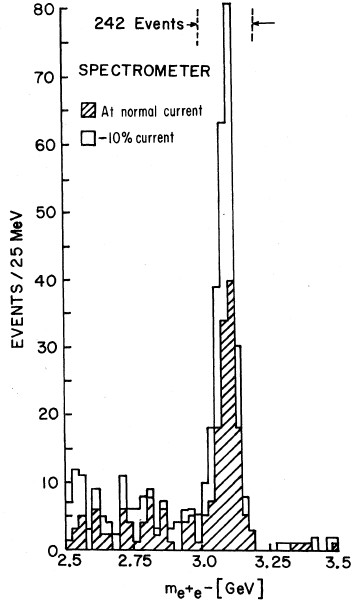 80
242 Events
70
SPECTROMETER
At normal current
-10% current
60
50
EVENTS / 25 MeV
40
30
20
10
0
2.5 2.75 3.0 3.25 3.5
me+e- [GeV]